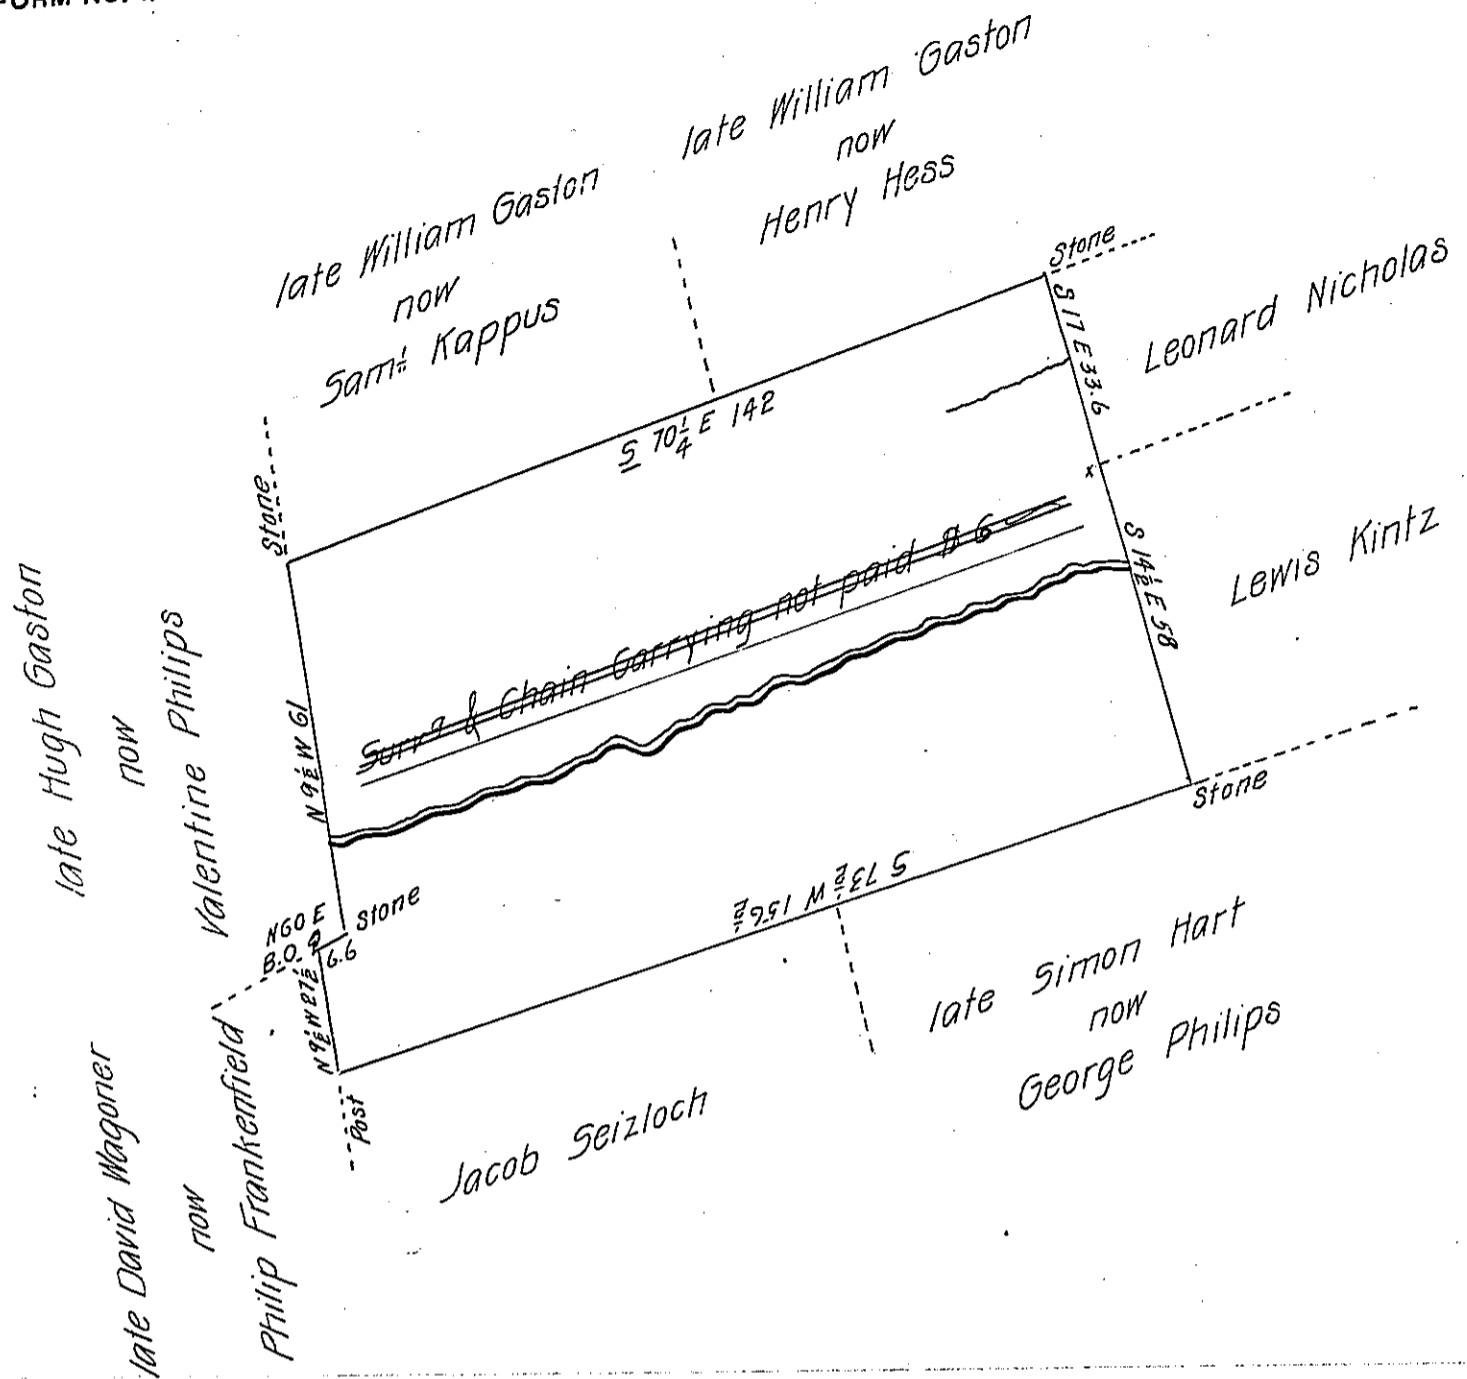 late William Gaston
now
Henry Hess
late William Gaston
now
Saml Kappus
Stone
Leonard Nicholas
S 17 E 33.6
S 70¼ E 142
Stone
x
Lewis Kintz
S 14½ E 58
Surrg & Chain Carrying not paid $ 6
late Hugh Gaston
now
Valentine Philips
N 9½ W 61
Stone
Stone
S 73½ W 156½
N 60 E
B.O.
6.6
N 9½ W 27½
Post
late Simon Hart
now
George Philips
Jacob Seizloch
late David Wagoner
now
Philip Frankenfield